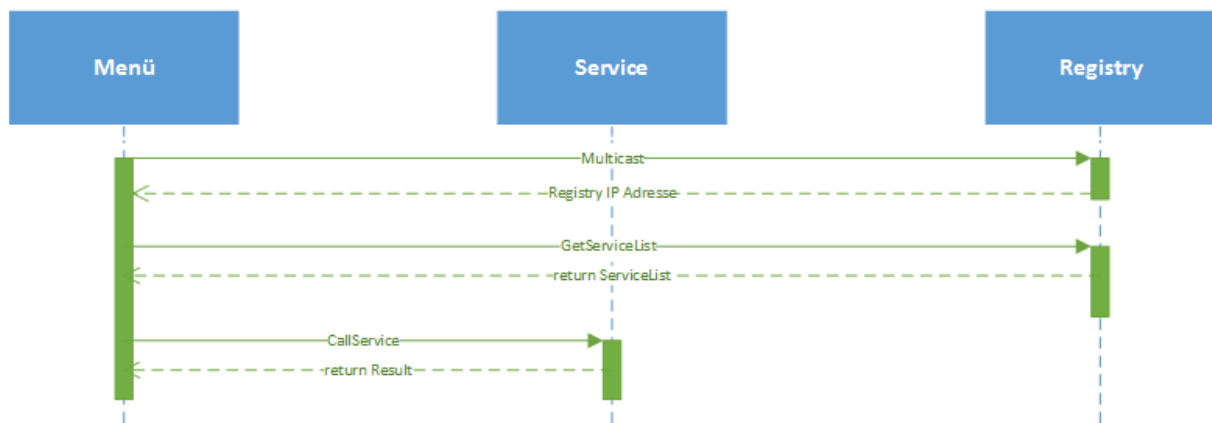 Menü
Service
Registry
Multicast
Registry IP Adresse
GetServiceList
return ServiceList
CallService
return Result